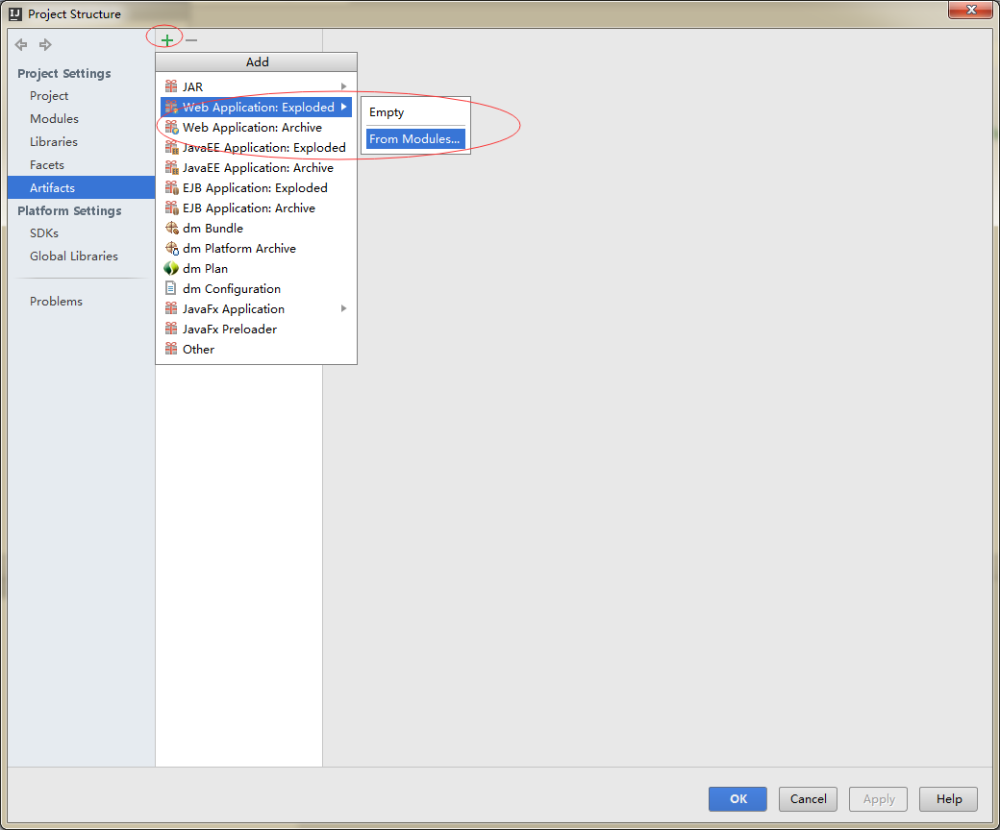 IJ Project Structure
Project Settings
Project
Modules
Libraries
Facets
Artifacts
Platform Settings
SDKs
Global Libraries
Problems
Add
JAR
Web Application: Exploded
Web Application: Archive
JavaEE Application: Exploded
JavaEE Application: Archive
EJB Application: Exploded
EJB Application: Archive
dm Bundle
dm Platform Archive
dm Plan
dm Configuration
JavaFx Application
JavaFx Preloader
Other
Empty
From Modules...
OK
Cancel
Apply
Help